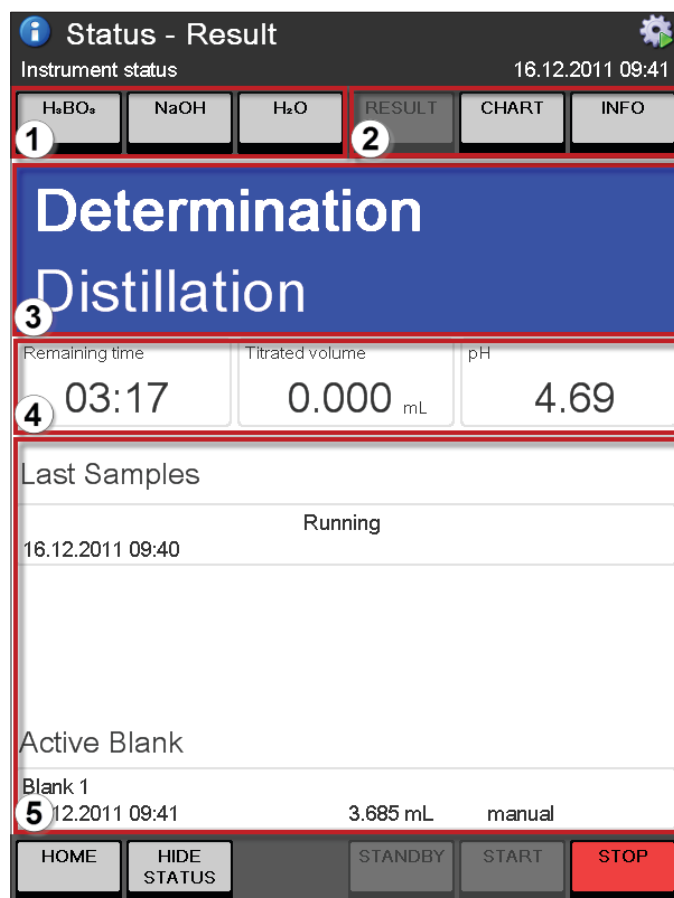 Status - Result
Instrument status 16.12.2011 09:41
H₃BO₃ NaOH H₂O RESULT CHART INFO
1 2
Determination
Distillation
3
Remaining time Titrated volume pH
03:17 0.000 mL 4.69
4
Last Samples
Running
16.12.2011 09:40
Active Blank
Blank 1
12.2011 09:41 3.685 mL manual
5
HOME HIDE STATUS STANDBY START STOP